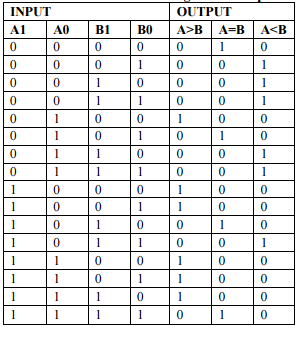 INPUT OUTPUT
A1 A0 B1 B0 A>B A=B A<B
0 0 0 0 0 1 0
0 0 0 1 0 0 1
0 0 1 0 0 0 1
0 0 1 1 0 0 1
0 1 0 0 1 0 0
0 1 0 1 0 1 0
0 1 1 0 0 0 1
0 1 1 1 0 0 1
1 0 0 0 1 0 0
1 0 0 1 1 0 0
1 0 1 0 0 1 0
1 0 1 1 0 0 1
1 1 0 0 1 0 0
1 1 0 1 1 0 0
1 1 1 0 1 0 0
1 1 1 1 0 1 0